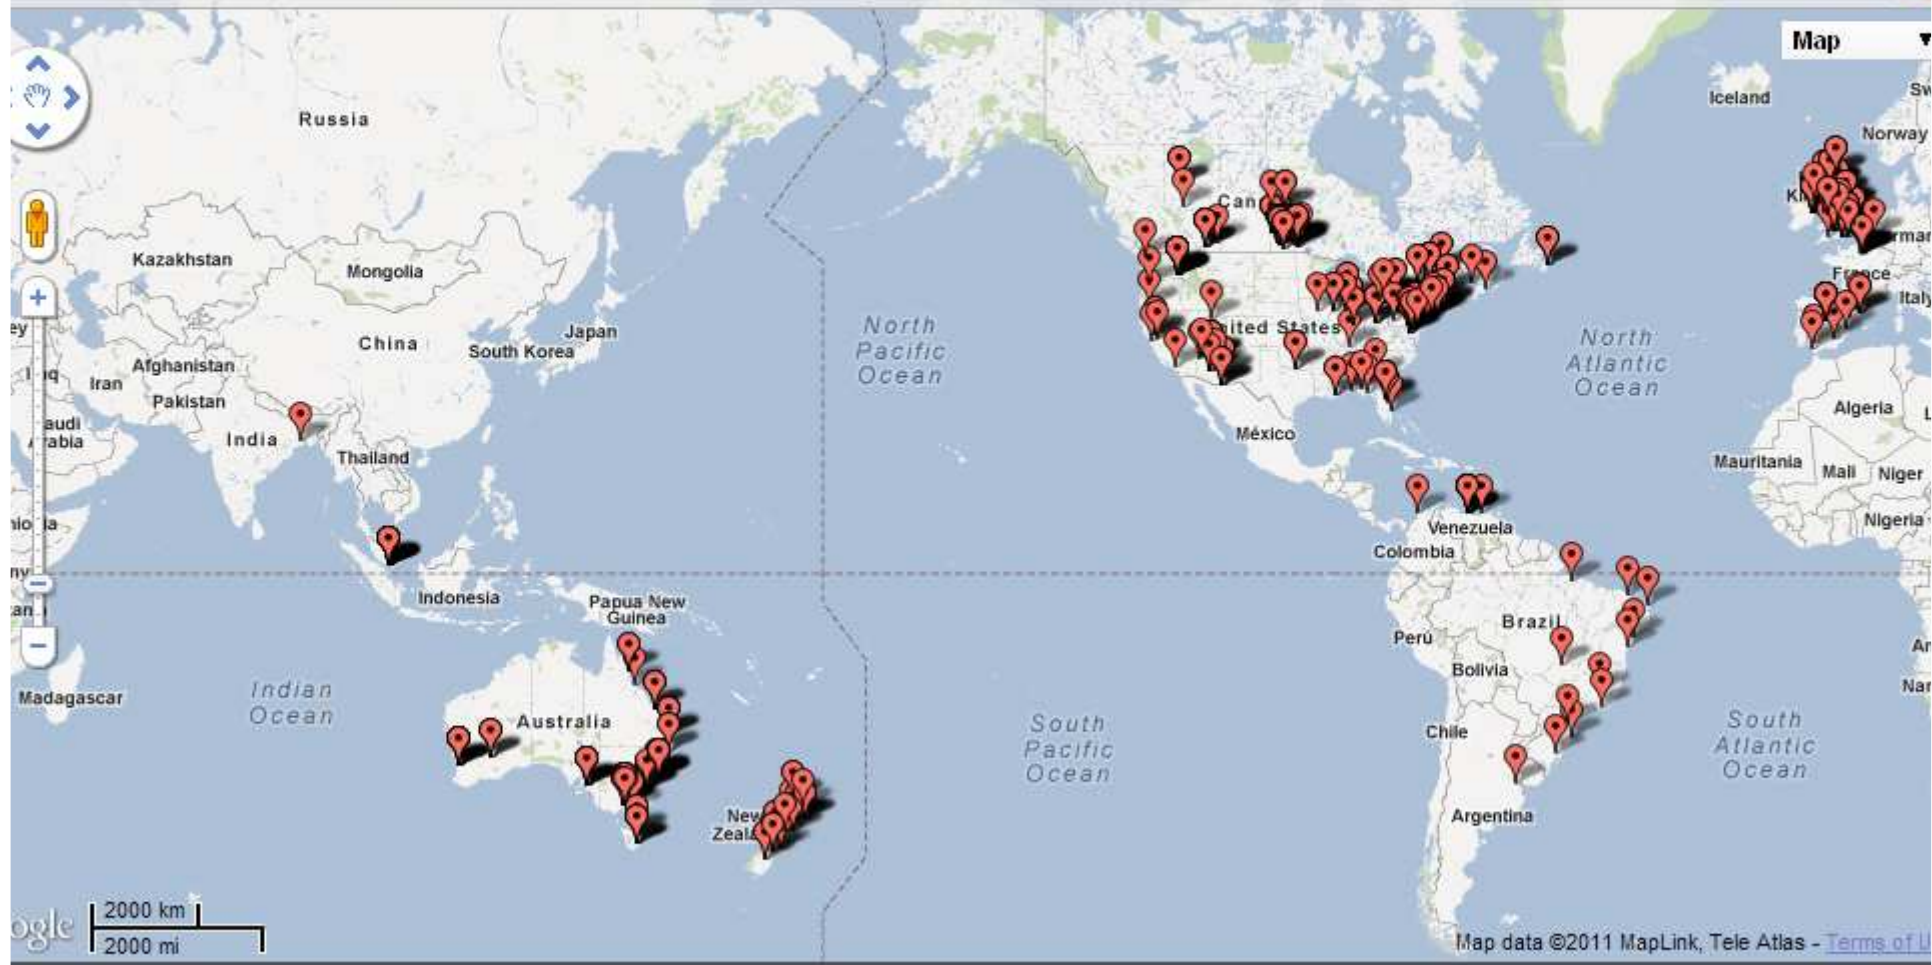 Map
Iceland
Norway
Russia
Kazakhstan
Mongolia
Italy
Japan
China
South Korea
North
Pacific
Ocean
United States
North
Atlantic
Ocean
Afghanistan
Iran
Pakistan
India
Thailand
México
Algeria
Mauritania
Mali
Niger
Nigeria
Venezuela
Colombia
Indonesia
Papua New
Guinea
Perú
Brazil
Bolivia
Madagascar
Indian
Ocean
Australia
South
Pacific
Ocean
Chile
South
Atlantic
Ocean
New
Argentina
2000 km
2000 mi
Map data ©2011 MapLink, Tele Atlas - Terms of U